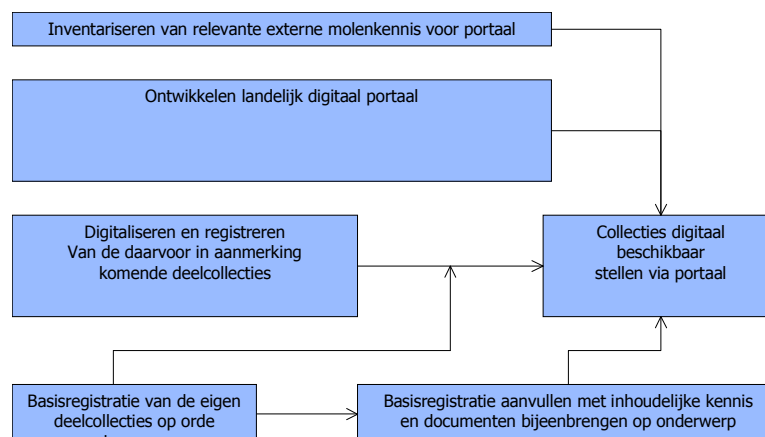 Inventariseren van relevante externe molenkennis voor portaal
Ontwikkelen landelijk digitaal portaal
Digitaliseren en registreren
Van de daarvoor in aanmerking
komende deelcollecties
Collecties digitaal
beschikbaar
stellen via portaal
Basisregistratie van de eigen
deelcollecties op orde
Basisregistratie aanvullen met inhoudelijke kennis
en documenten bijeenbrengen op onderwerp